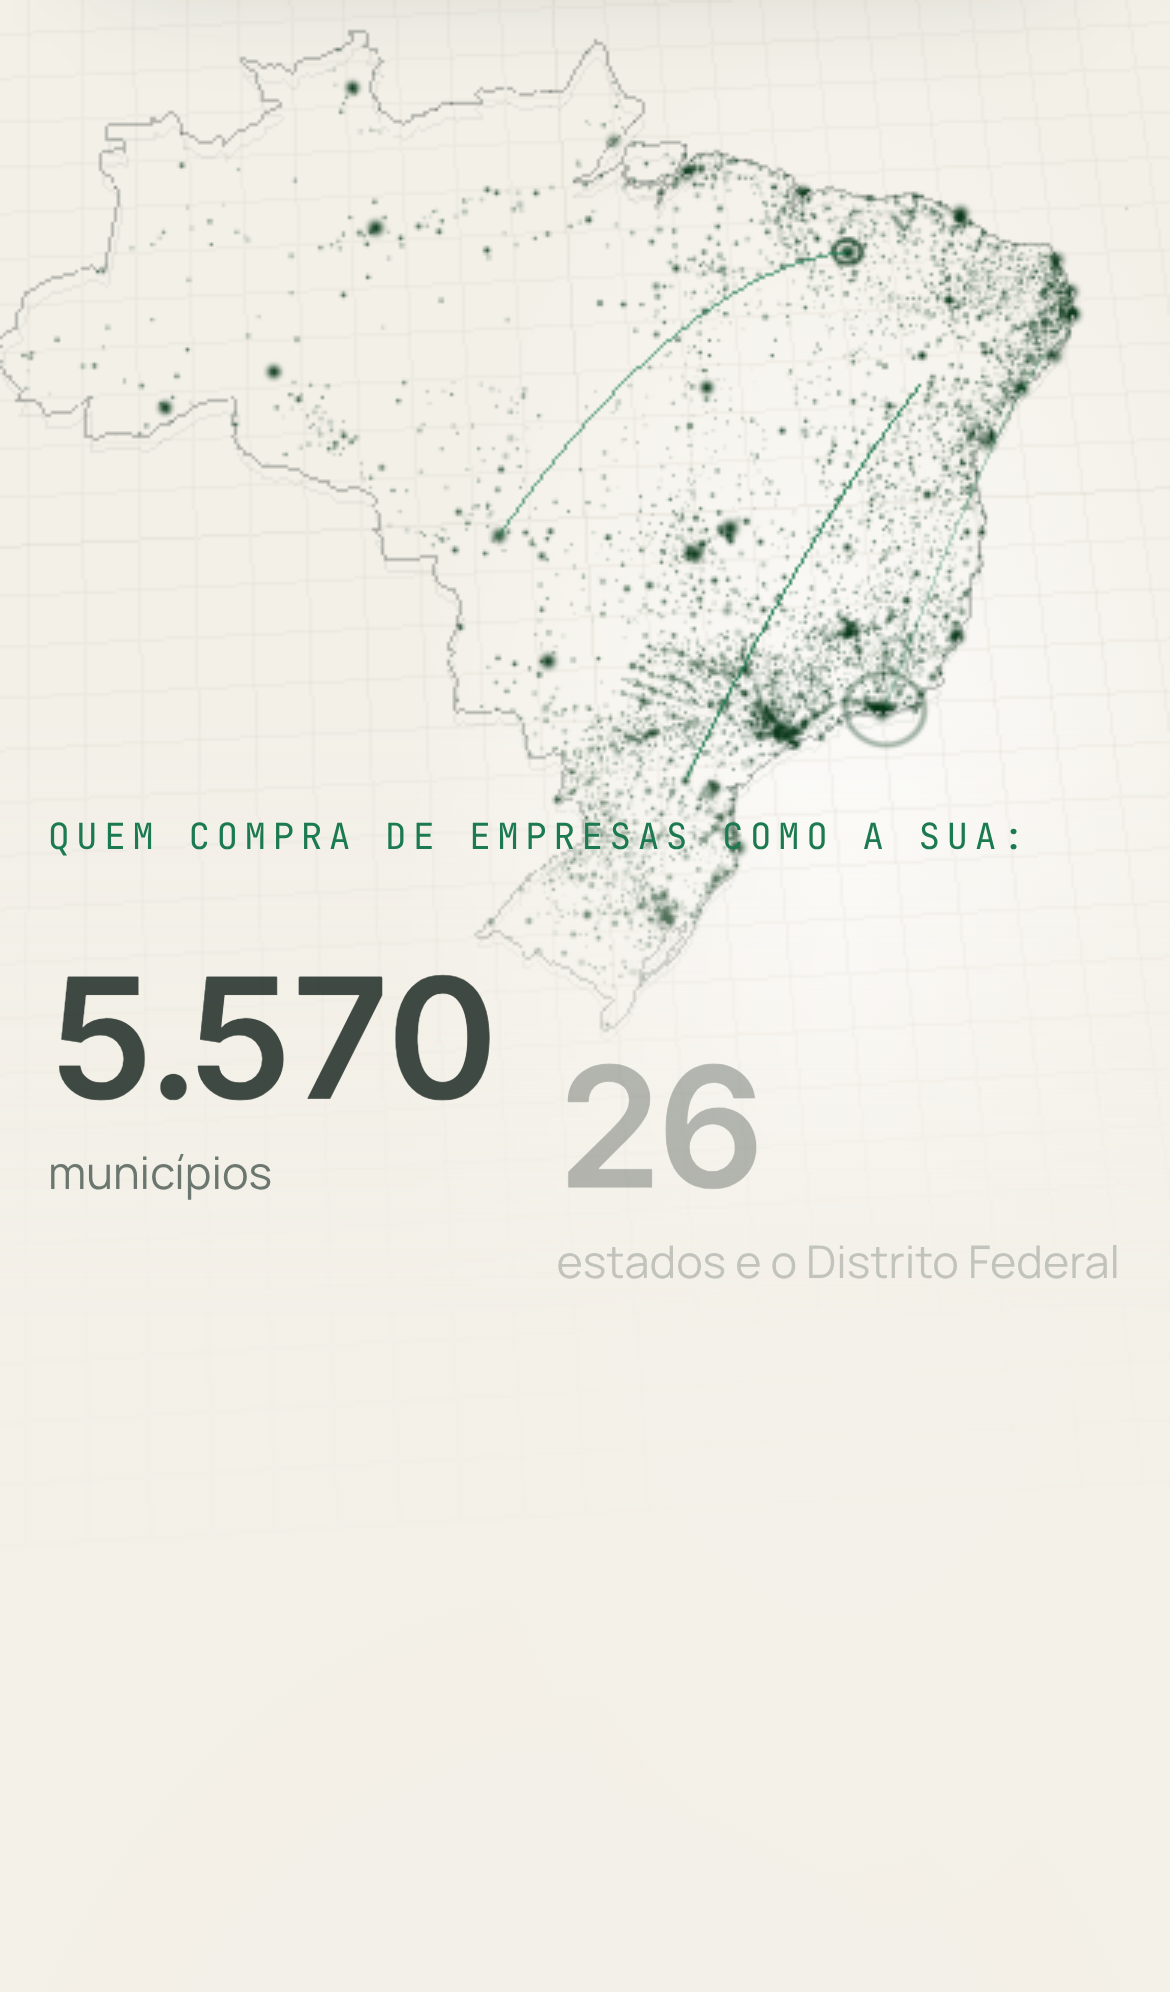 QUEM COMPRA DE EMPRESAS COMO A SUA:
5.570
municípios
26
estados e o Distrito Federal